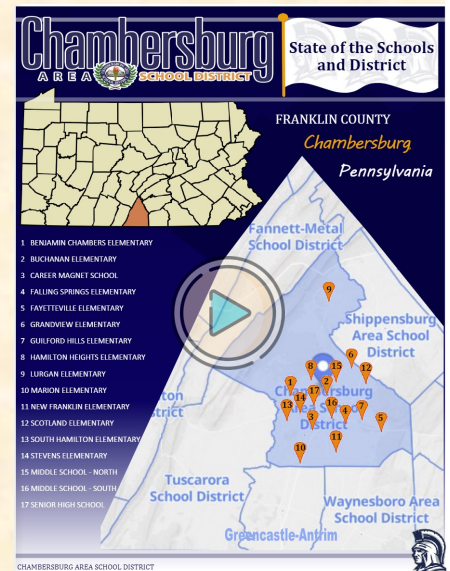 Chambersburg
AREA SCHOOL DISTRICT
State of the Schools
and District
FRANKLIN COUNTY
Chambersburg
Pennsylvania
1 BENJAMIN CHAMBERS ELEMENTARY
2 BUCHANAN ELEMENTARY
3 CAREER MAGNET SCHOOL
4 FALLING SPRINGS ELEMENTARY
5 FAYETTEVILLE ELEMENTARY
6 GRANDVIEW ELEMENTARY
7 GUILFORD HILLS ELEMENTARY
8 HAMILTON HEIGHTS ELEMENTARY
9 LURGAN ELEMENTARY
10 MARION ELEMENTARY
11 NEW FRANKLIN ELEMENTARY
12 SCOTLAND ELEMENTARY
13 SOUTH HAMILTON ELEMENTARY
14 STEVENS ELEMENTARY
15 MIDDLE SCHOOL - NORTH
16 MIDDLE SCHOOL - SOUTH
17 SENIOR HIGH SCHOOL
Fannett-Metal
School District
9
Shippensburg
Area School
District
6
8
15
12
1
2
17
14
13
16
7
3
4
5
11
10
District
Tuscarora
School District
Waynesboro Area
School District
Greencastle-Antrim
CHAMBERSBURG AREA SCHOOL DISTRICT